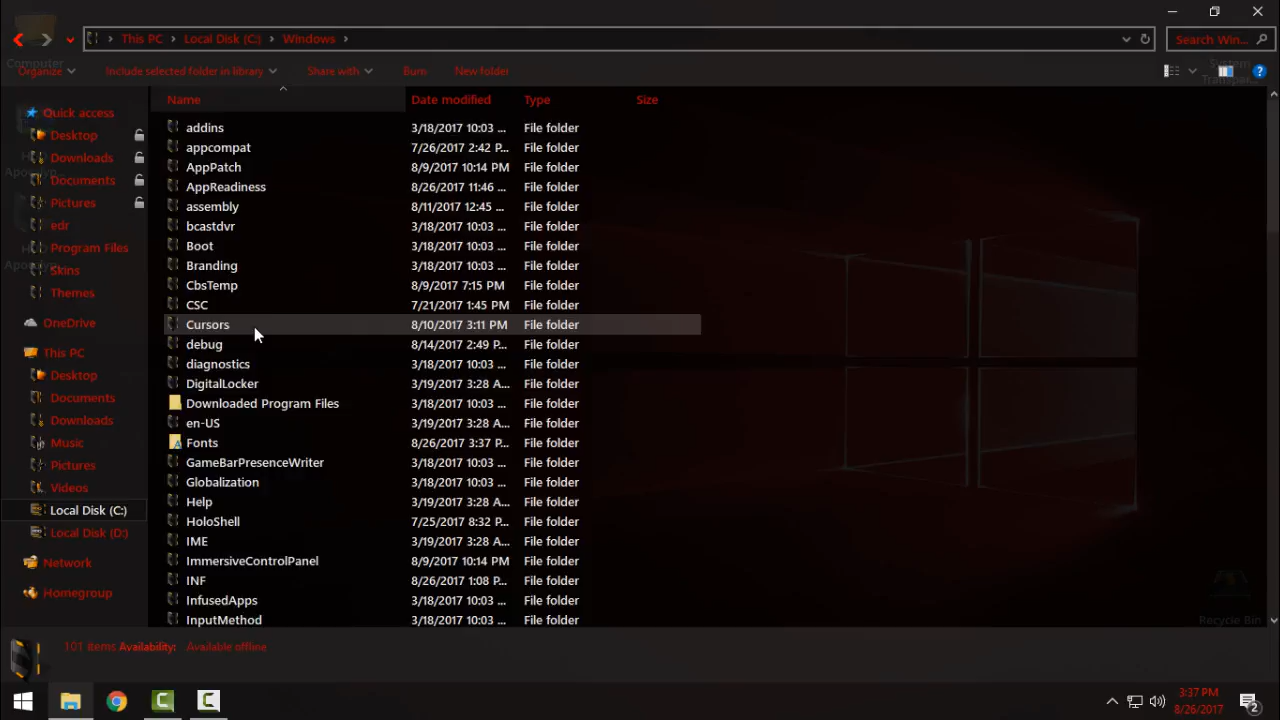 This PC Local Disk (C:) Windows
Search Win...
Computer
Organize
Include selected folder in library
Share with
Burn
New folder
System
Name Date modified Type Size
Quick access
Desktop
Downloads
Documents
Pictures
edr
Program Files
Skins
Themes
OneDrive
This PC
Desktop
Documents
Downloads
Music
Pictures
Videos
Local Disk (C:)
Local Disk (D:)
Network
Homegroup
addins 3/18/2017 10:03 ... File folder
appcompat 7/26/2017 2:42 P... File folder
AppPatch 8/9/2017 10:14 PM File folder
AppReadiness 8/26/2017 11:46 ... File folder
assembly 8/11/2017 12:45 ... File folder
bcastdvr 3/18/2017 10:03 ... File folder
Boot 3/18/2017 10:03 ... File folder
Branding 3/18/2017 10:03 ... File folder
CbsTemp 8/9/2017 7:15 PM File folder
CSC 7/21/2017 1:45 PM File folder
Cursors 8/10/2017 3:11 PM File folder
debug 8/14/2017 2:49 P... File folder
diagnostics 3/18/2017 10:03 ... File folder
DigitalLocker 3/19/2017 3:28 A... File folder
Downloaded Program Files 3/18/2017 10:03 ... File folder
en-US 3/19/2017 3:28 A... File folder
Fonts 8/26/2017 3:37 P... File folder
GameBarPresenceWriter 3/18/2017 10:03 ... File folder
Globalization 3/18/2017 10:03 ... File folder
Help 3/19/2017 3:28 A... File folder
HoloShell 7/25/2017 8:32 P... File folder
IME 3/19/2017 3:28 A... File folder
ImmersiveControlPanel 8/9/2017 10:14 PM File folder
INF 8/26/2017 1:08 P... File folder
InfusedApps 3/18/2017 10:03 ... File folder
InputMethod 3/18/2017 10:03 ... File folder
Recycle Bin
101 items Availability: Available offline
3:37 PM
8/26/2017
2